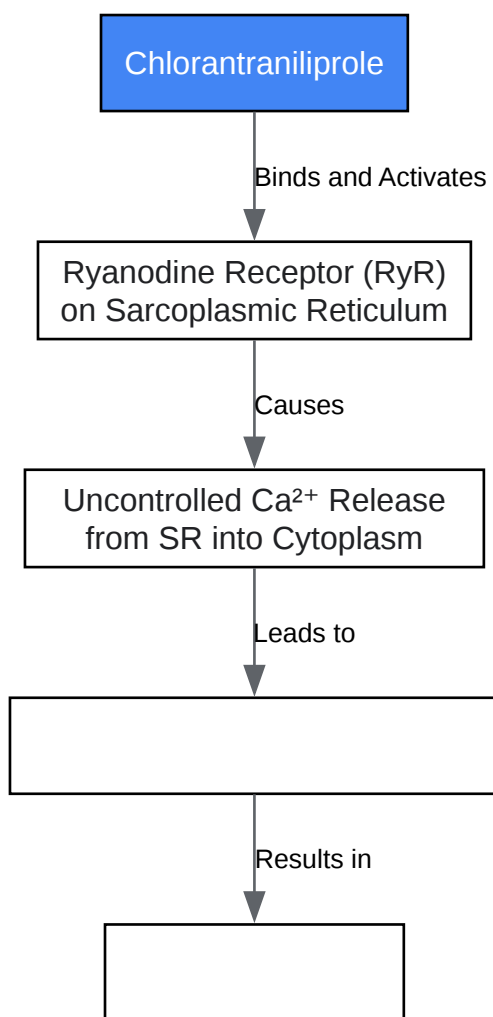 Chlorantraniliprole
Binds and Activates
Ryanodine Receptor (RyR)
on Sarcoplasmic Reticulum
Causes
Uncontrolled Ca²⁺ Release
from SR into Cytoplasm
Leads to
Results in